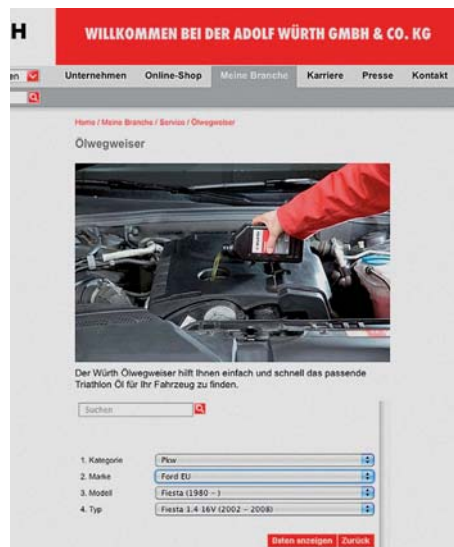 H
WILLKOMMEN BEI DER ADOLF WÜRTH GMBH & CO. KG
en
Unternehmen Online-Shop Meine Branche Karriere Presse Kontakt
Home / Meine Branche / Service / Ölwegweiser
Ölwegweiser
Der Würth Ölwegweiser hilft Ihnen einfach und schnell das passende
Triathlon Öl für Ihr Fahrzeug zu finden.
Suchen
1. Kategorie Pkw
2. Marke Ford EU
3. Modell Fiesta (1980 – )
4. Typ Fiesta 1.4 16V (2002 – 2008)
Daten anzeigen Zurück